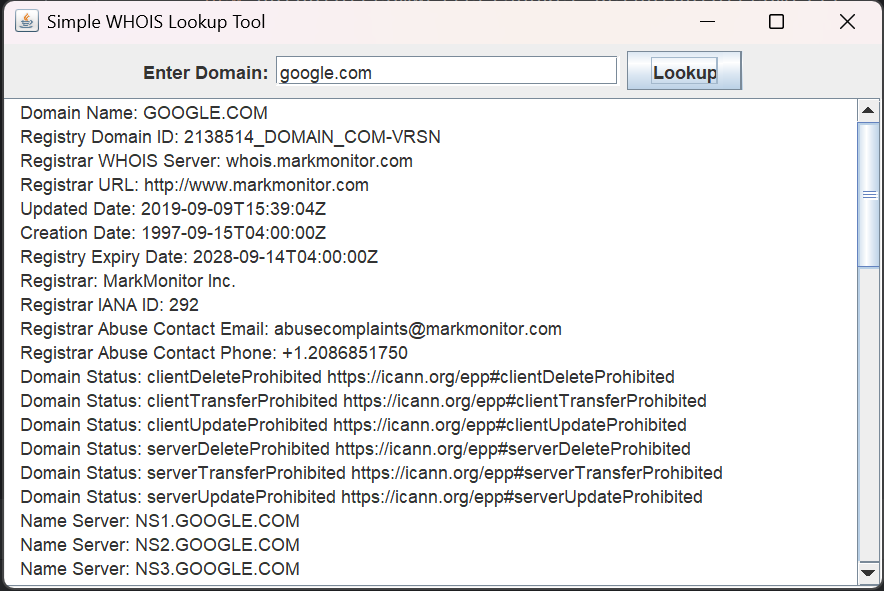 Simple WHOIS Lookup Tool
Enter Domain: google.com Lookup
Domain Name: GOOGLE.COM
Registry Domain ID: 2138514_DOMAIN_COM-VRSN
Registrar WHOIS Server: whois.markmonitor.com
Registrar URL: http://www.markmonitor.com
Updated Date: 2019-09-09T15:39:04Z
Creation Date: 1997-09-15T04:00:00Z
Registry Expiry Date: 2028-09-14T04:00:00Z
Registrar: MarkMonitor Inc.
Registrar IANA ID: 292
Registrar Abuse Contact Email: abusecomplaints@markmonitor.com
Registrar Abuse Contact Phone: +1.2086851750
Domain Status: clientDeleteProhibited https://icann.org/epp#clientDeleteProhibited
Domain Status: clientTransferProhibited https://icann.org/epp#clientTransferProhibited
Domain Status: clientUpdateProhibited https://icann.org/epp#clientUpdateProhibited
Domain Status: serverDeleteProhibited https://icann.org/epp#serverDeleteProhibited
Domain Status: serverTransferProhibited https://icann.org/epp#serverTransferProhibited
Domain Status: serverUpdateProhibited https://icann.org/epp#serverUpdateProhibited
Name Server: NS1.GOOGLE.COM
Name Server: NS2.GOOGLE.COM
Name Server: NS3.GOOGLE.COM